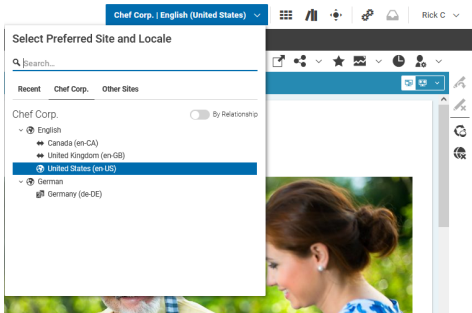 Chef Corp. | English (United States)
Rick C
Select Preferred Site and Locale
Search...
Recent
Chef Corp.
Other Sites
Chef Corp.
By Relationship
English
Canada (en-CA)
United Kingdom (en-GB)
United States (en-US)
German
Germany (de-DE)